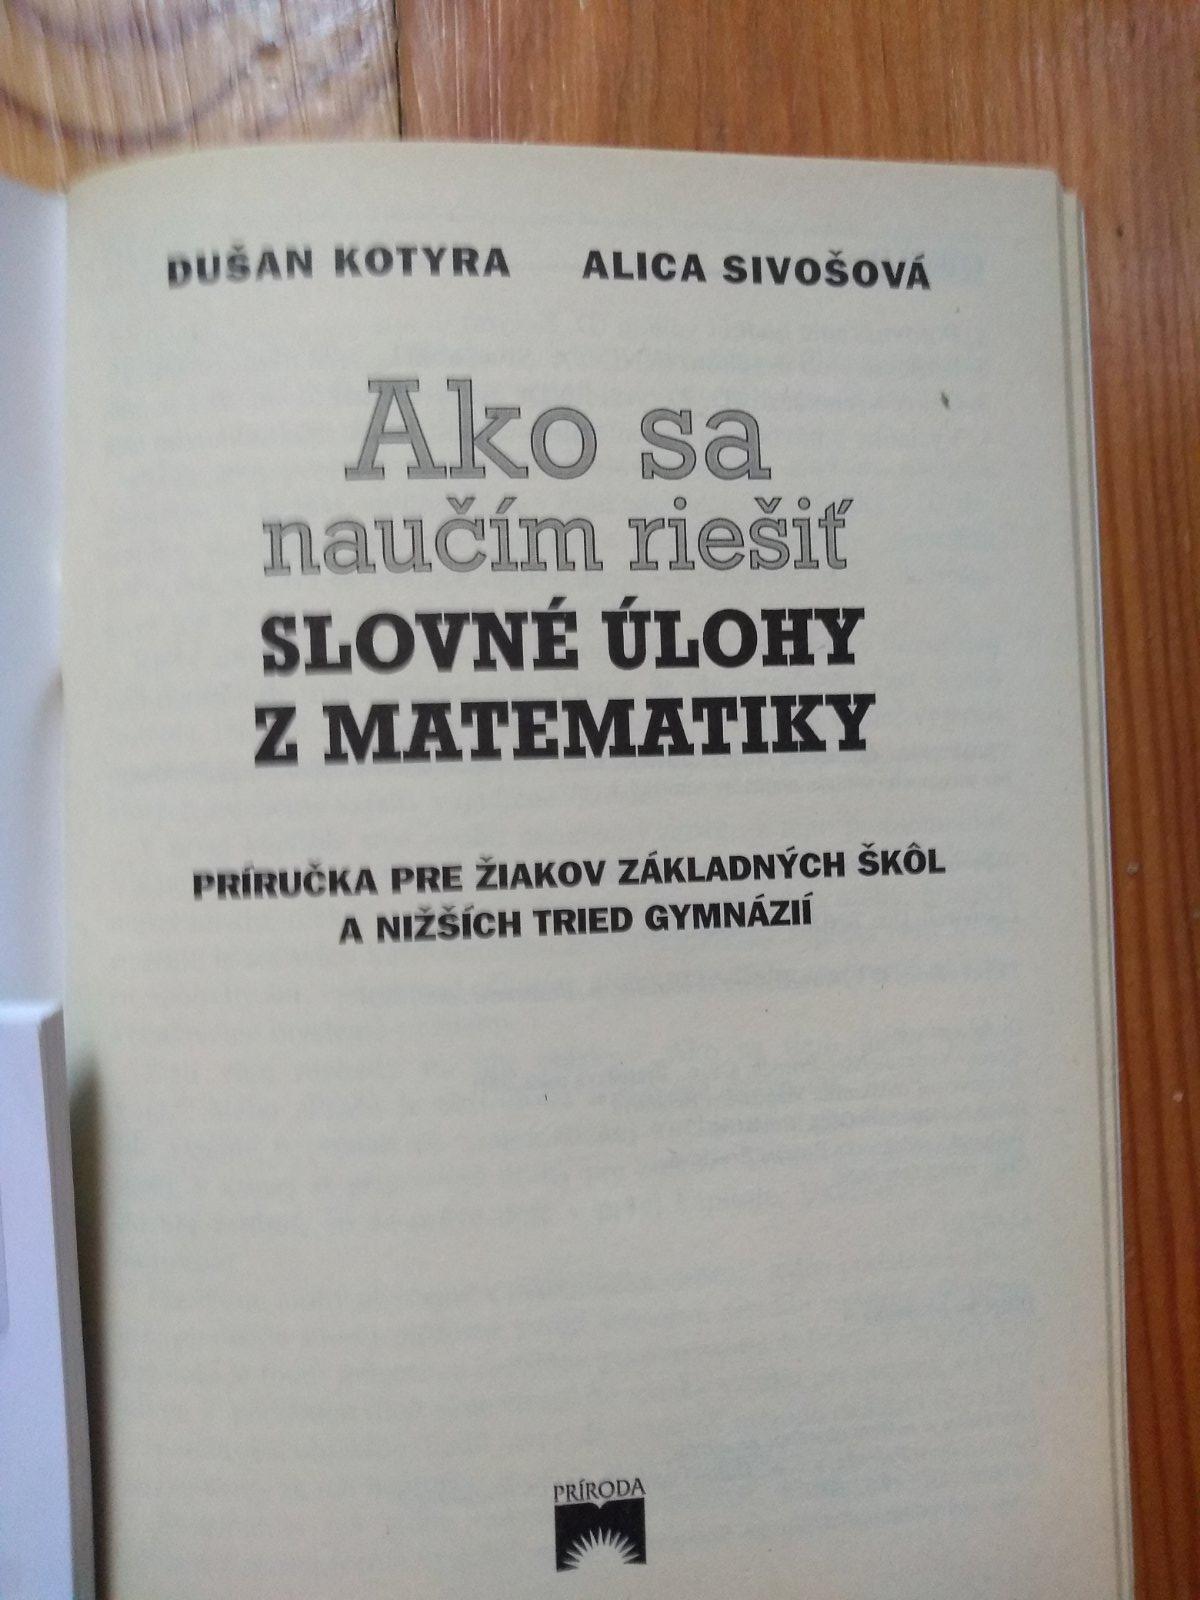 DUŠAN KOTYRA ALICA SIVOŠOVÁ
Ako sa
naučím riešiť
SLOVNÉ ÚLOHY
Z MATEMATIKY
PRÍRUČKA PRE ŽIAKOV ZÁKLADNÝCH ŠKÔL
A NIŽŠÍCH TRIED GYMNÁZIÍ
PRÍRODA